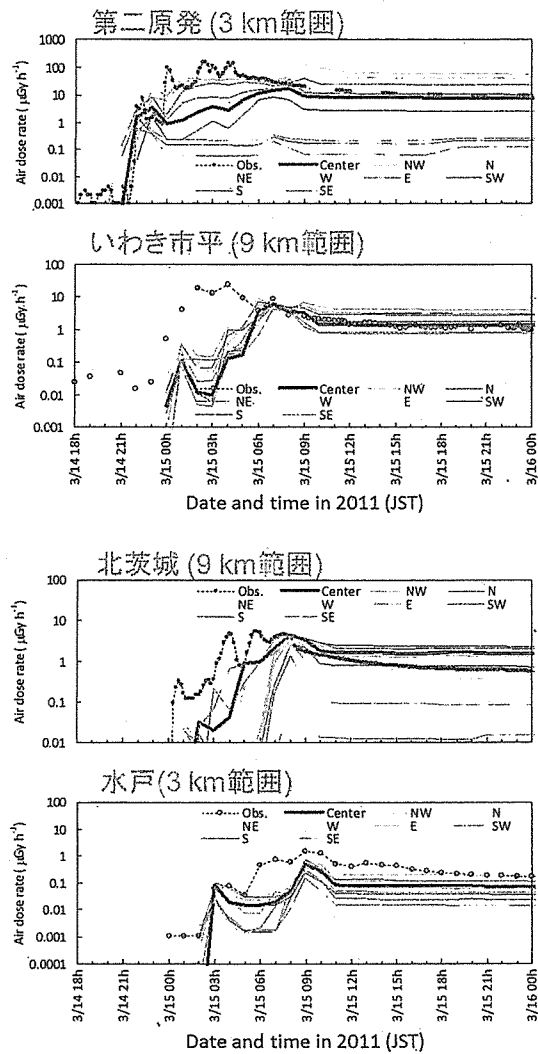 第二原発 (3 km範囲)
Air dose rate ( μGy h⁻¹)
1000
100
10
1
0.1
0.01
0.001
Obs. Center NW N
NE W E SW
S SE
いわき市平 (9 km範囲)
Air dose rate ( μGy h⁻¹)
100
10
1
0.1
0.01
0.001
Obs. Center NW N
NE W E SW
S SE
3/14 18h
3/14 21h
3/15 00h
3/15 03h
3/15 06h
3/15 09h
3/15 12h
3/15 15h
3/15 18h
3/15 21h
3/16 00h
Date and time in 2011 (JST)
北茨城 (9 km範囲)
Air dose rate ( μGy h⁻¹)
100
10
1
0.1
0.01
Obs. Center NW N
NE W E SW
S SE
水戸(3 km範囲)
Air dose rate ( μGy h⁻¹)
100
10
1
0.1
0.01
0.001
0.0001
Obs. Center NW N
NE W E SW
S SE
3/14 18h
3/14 21h
3/15 00h
3/15 03h
3/15 06h
3/15 09h
3/15 12h
3/15 15h
3/15 18h
3/15 21h
3/16 00h
Date and time in 2011 (JST)